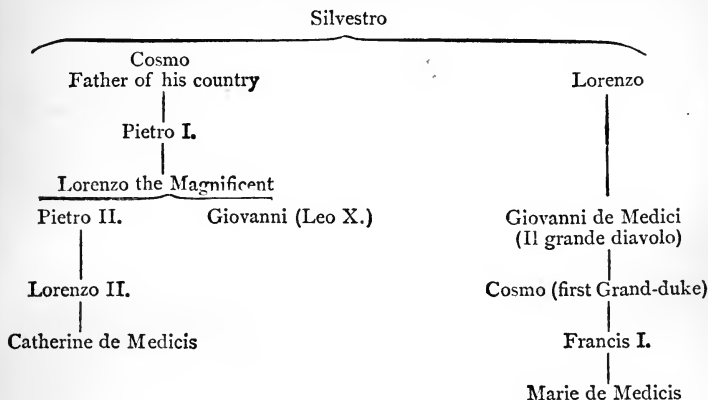 Silvestro
Cosmo
Father of his country
Lorenzo
Pietro I.
Lorenzo the Magnificent
Pietro II.
Giovanni (Leo X.)
Giovanni de Medici
(Il grande diavolo)
Lorenzo II.
Cosmo (first Grand-duke)
Catherine de Medicis
Francis I.
Marie de Medicis